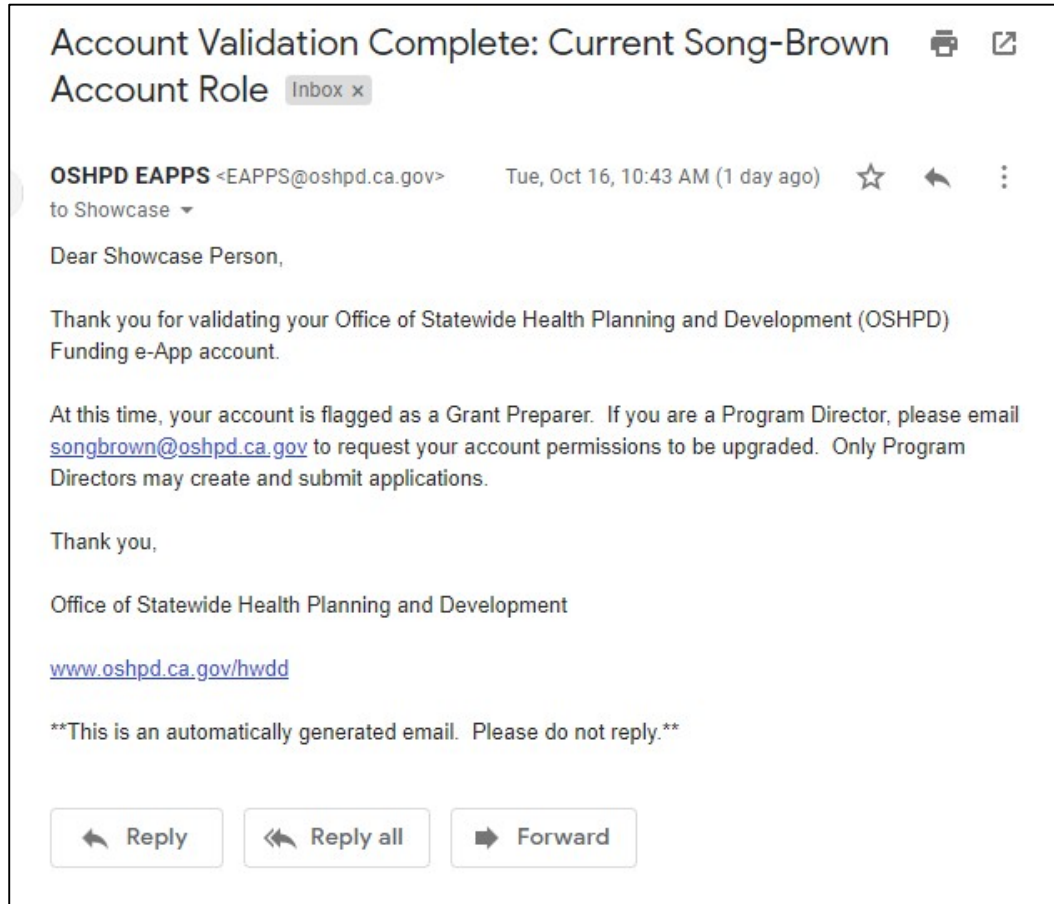 Account Validation Complete: Current Song-Brown
Account Role Inbox x
OSHPD EAPPS <EAPPS@oshpd.ca.gov> Tue, Oct 16, 10:43 AM (1 day ago)
to Showcase
Dear Showcase Person,
Thank you for validating your Office of Statewide Health Planning and Development (OSHPD)
Funding e-App account.
At this time, your account is flagged as a Grant Preparer.  If you are a Program Director, please email
songbrown@oshpd.ca.gov to request your account permissions to be upgraded.  Only Program
Directors may create and submit applications.
Thank you,
Office of Statewide Health Planning and Development
www.oshpd.ca.gov/hwdd
**This is an automatically generated email.  Please do not reply.**
Reply Reply all Forward